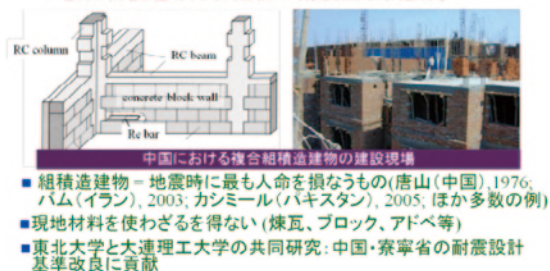 RC column
RC beam
concrete block wall
Re bar
中国における複合組積造建物の建設現場
■ 組積造建物 = 地震時に最も人命を損なうもの(唐山(中国),1976;
バム(イラン), 2003; カシミール(パキスタン), 2005; ほか多数の例)
■ 現地材料を使わざるを得ない (煉瓦、ブロック、アドベ等)
■ 東北大学と大連理工大学の共同研究: 中国・寮寧省の耐震設計
基準改良に貢献